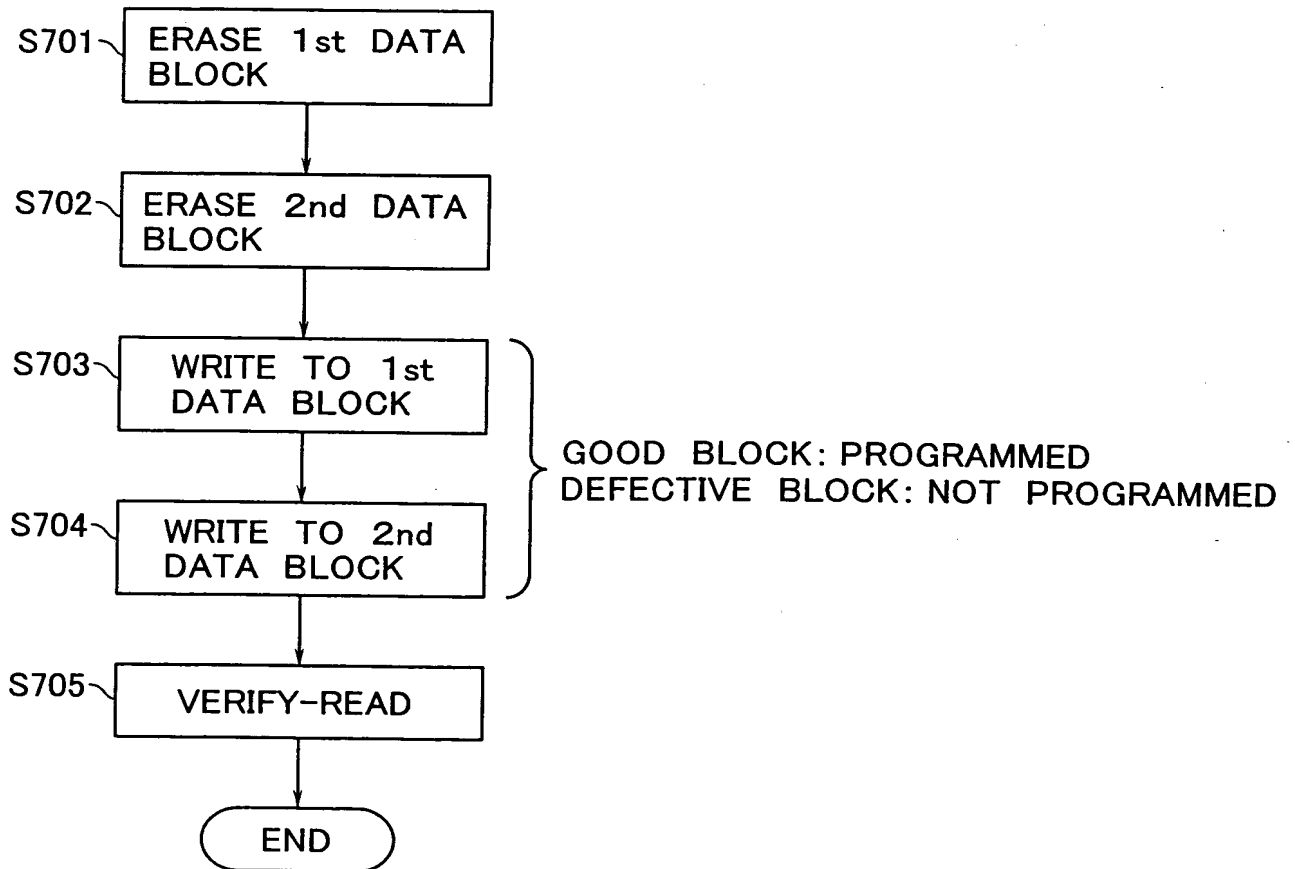 S701
ERASE 1st DATA
BLOCK
S702
ERASE 2nd DATA
BLOCK
S703
WRITE TO 1st
DATA BLOCK
GOOD BLOCK: PROGRAMMED
DEFECTIVE BLOCK: NOT PROGRAMMED
S704
WRITE TO 2nd
DATA BLOCK
S705
VERIFY-READ
END